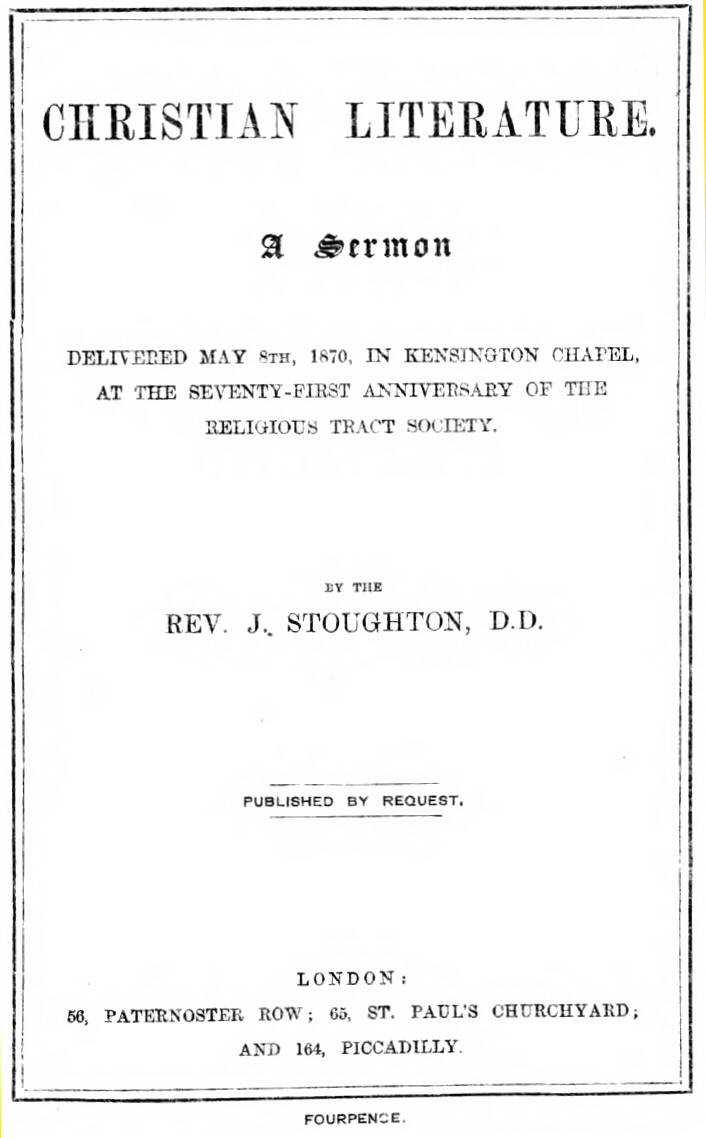 CHRISTIAN LITERATURE.
A Sermon
DELIVERED MAY 8TH, 1870, IN KENSINGTON CHAPEL,
AT THE SEVENTY-FIRST ANNIVERSARY OF THE
RELIGIOUS TRACT SOCIETY.
BY THE
REV. J. STOUGHTON, D.D.
PUBLISHED BY REQUEST.
LONDON:
56, PATERNOSTER ROW; 65, ST. PAUL'S CHURCHYARD;
AND 164, PICCADILLY.
FOURPENCE.